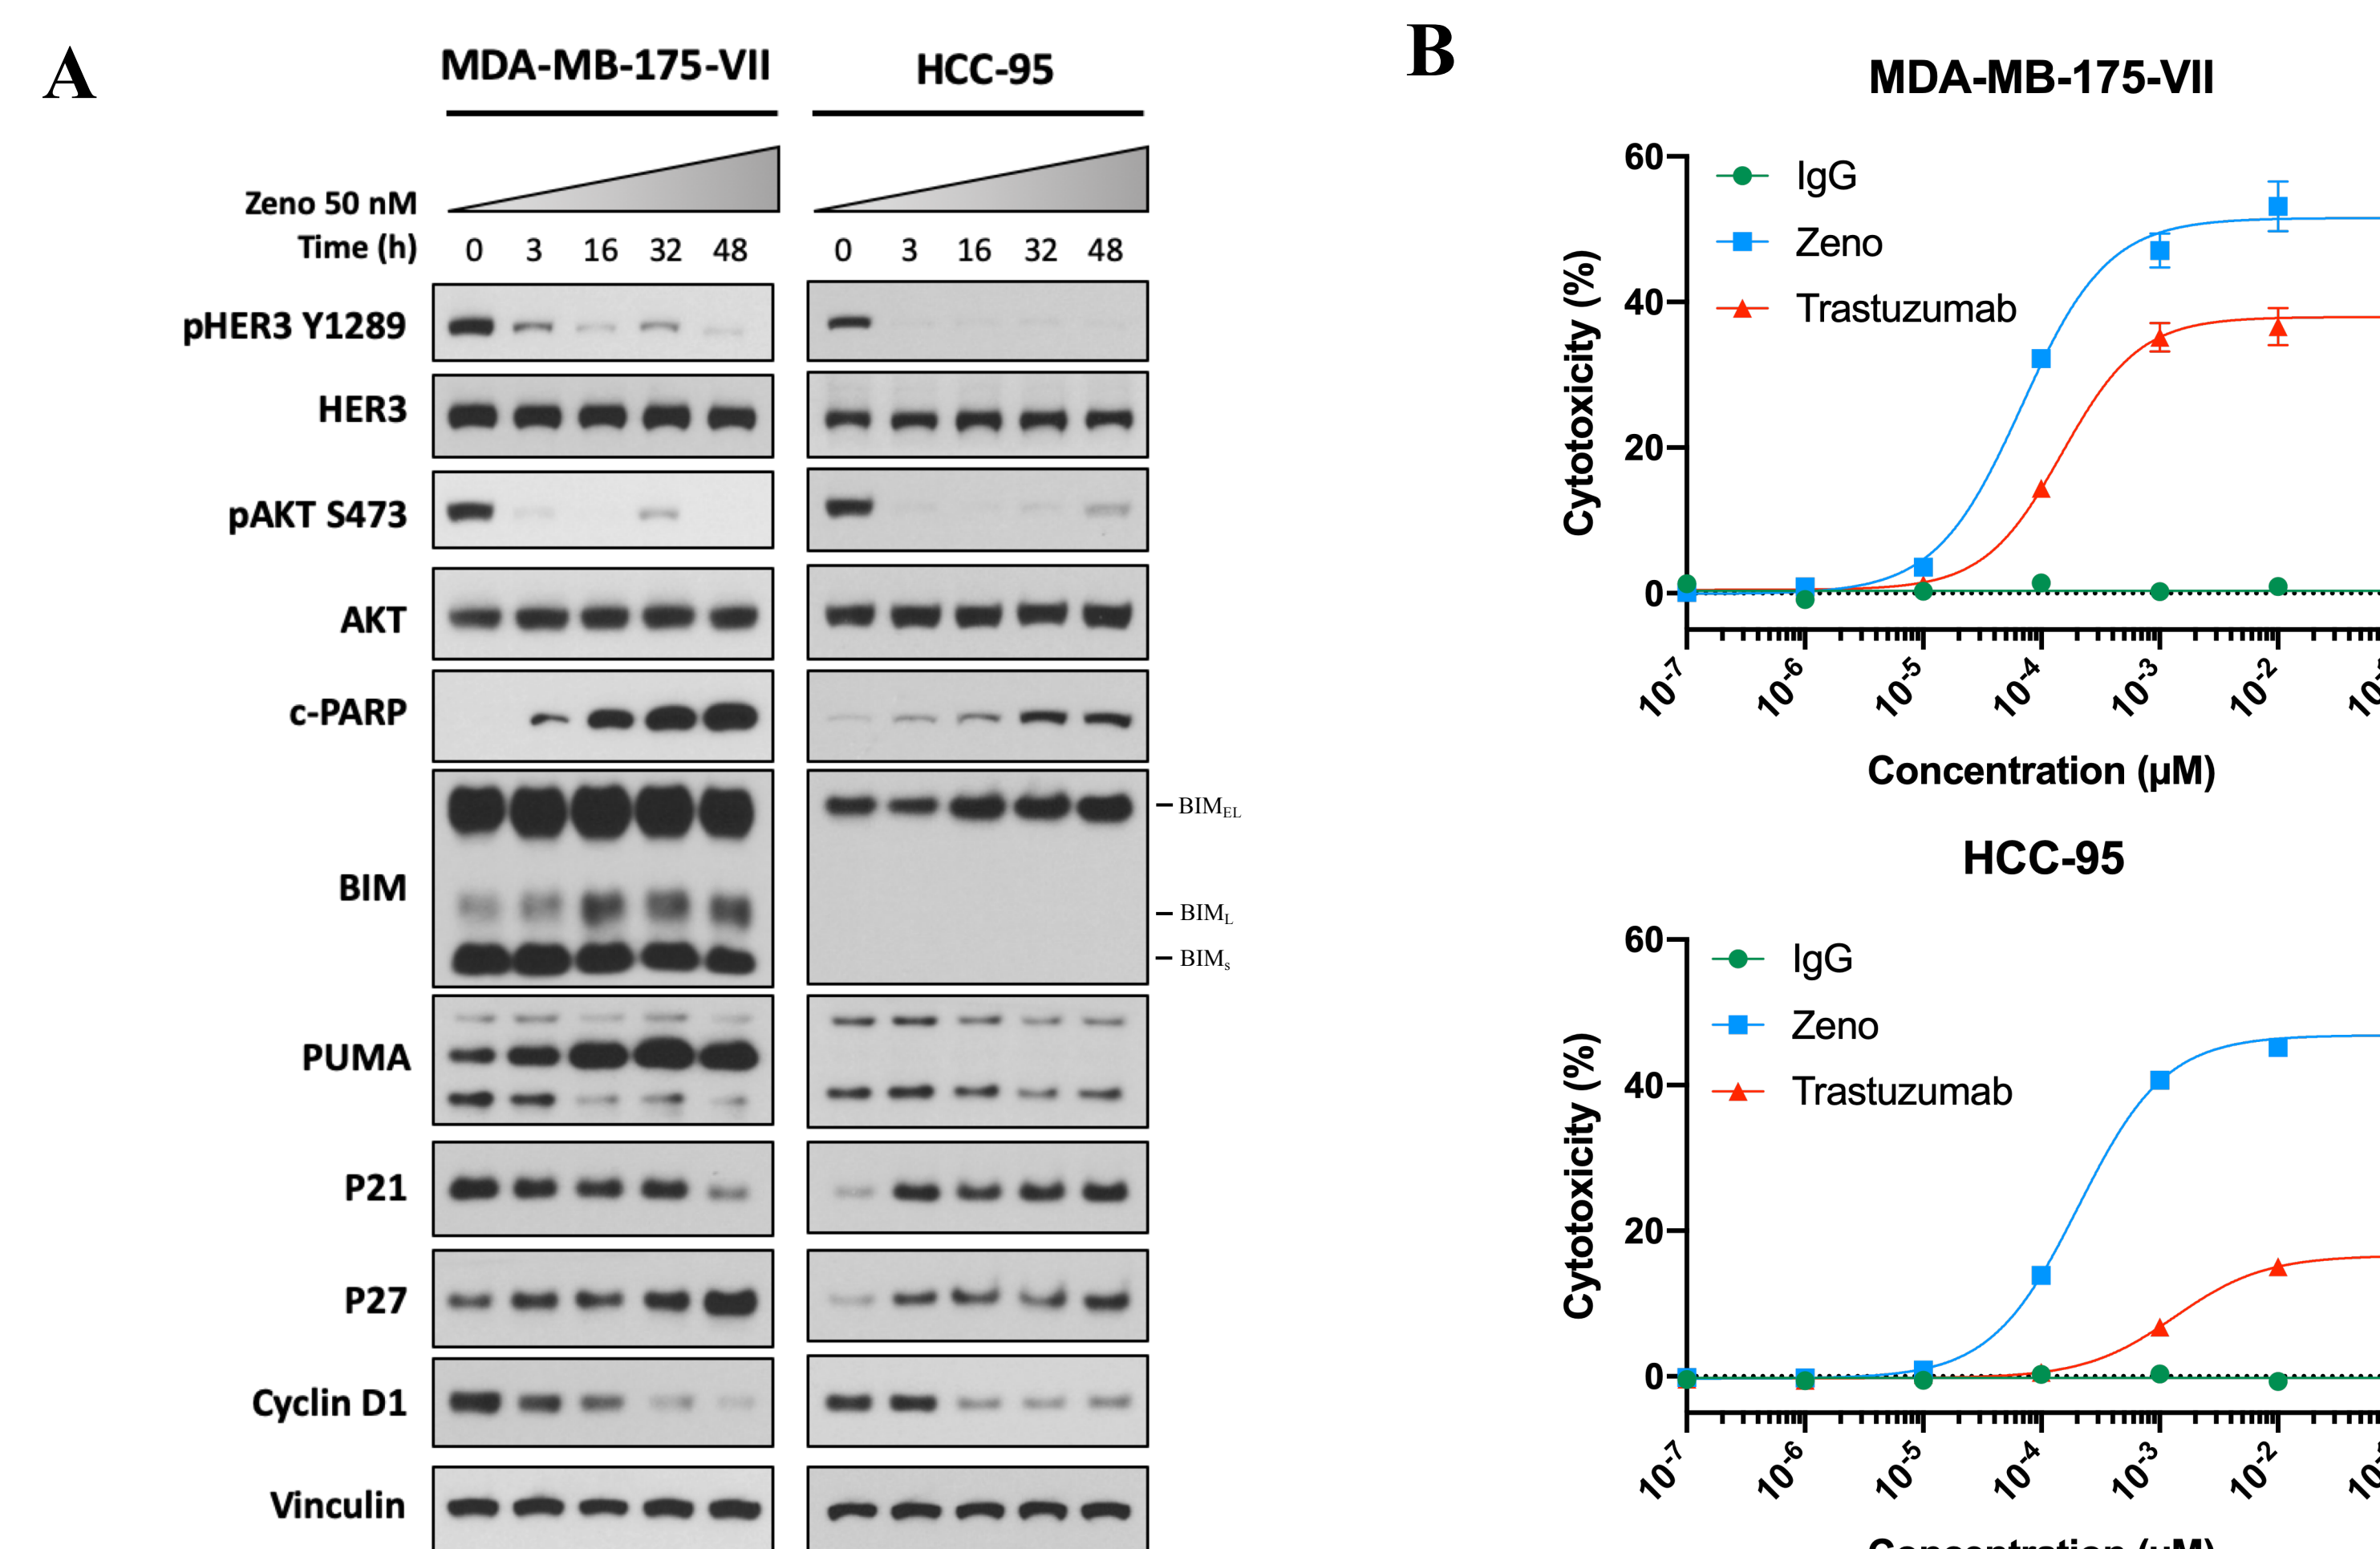 A
MDA-MB-175-VII HCC-95
Zeno 50 nM
Time (h) 0 3 16 32 48 0 3 16 32 48
pHER3 Y1289
HER3
pAKT S473
AKT
c-PARP
BIM
BIMEL
BIML
BIMs
PUMA
P21
P27
Cyclin D1
Vinculin
B
MDA-MB-175-VII
Cytotoxicity (%)
60
40
20
0
IgG
Zeno
Trastuzumab
10-7 10-6 10-5 10-4 10-3 10-2
Concentration (µM)
HCC-95
Cytotoxicity (%)
60
40
20
0
IgG
Zeno
Trastuzumab
10-7 10-6 10-5 10-4 10-3 10-2
Concentration (µM)